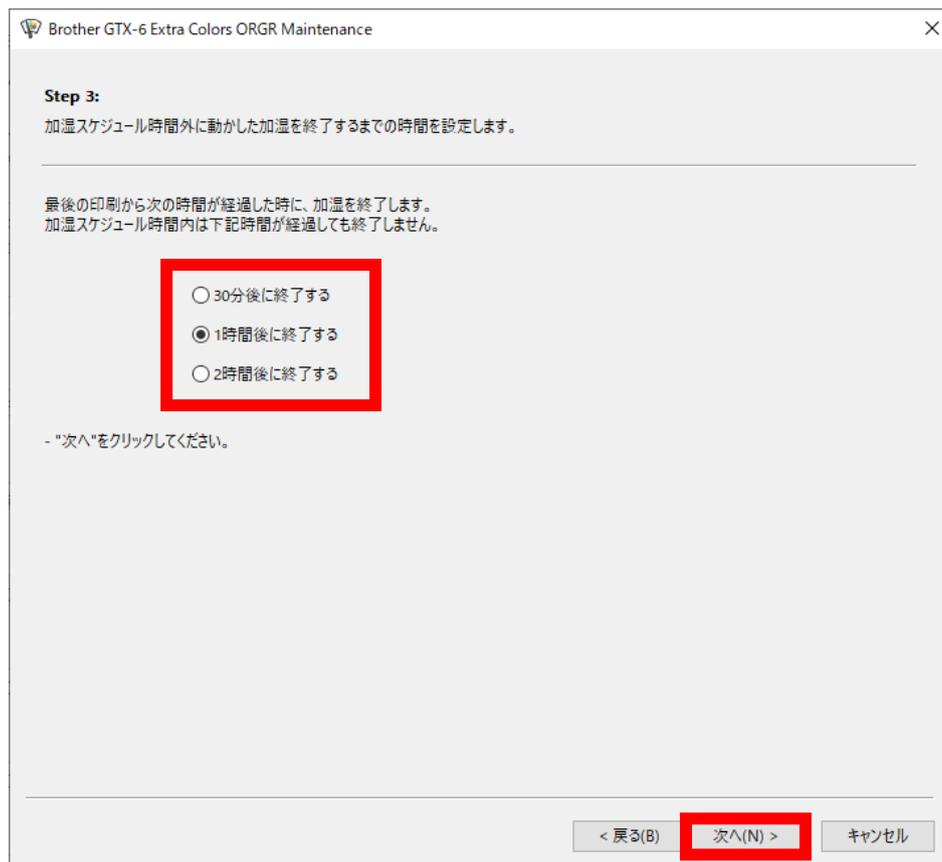 Brother GTX-6 Extra Colors ORGR Maintenance
Step 3:
加湿スケジュール時間外に動かした加湿を終了するまでの時間を設定します。
最後の印刷から次の時間が経過した時に、加湿を終了します。
加湿スケジュール時間内は下記時間が経過しても終了しません。
30分後に終了する
1時間後に終了する
2時間後に終了する
- "次へ"をクリックしてください。
< 戻る(B)
次へ(N) >
キャンセル